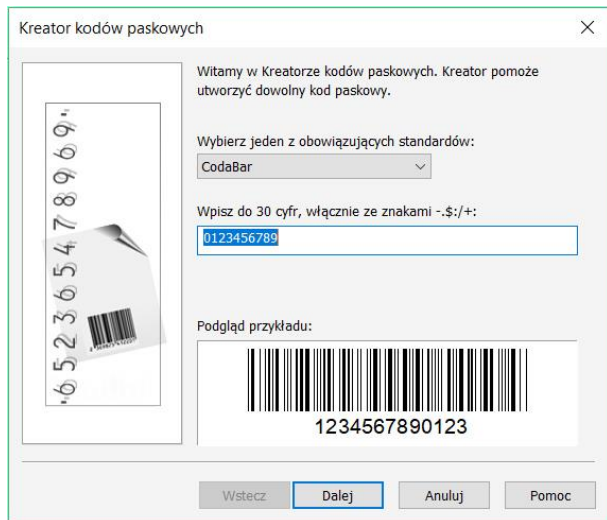 Kreator kodów paskowych
Witamy w Kreatorze kodów paskowych. Kreator pomoże
utworzyć dowolny kod paskowy.
Wybierz jeden z obowiązujących standardów:
CodaBar
Wpisz do 30 cyfr, włącznie ze znakami -.$:/+:
0123456789
Podgląd przykładu:
1234567890123
Wstecz Dalej Anuluj Pomoc